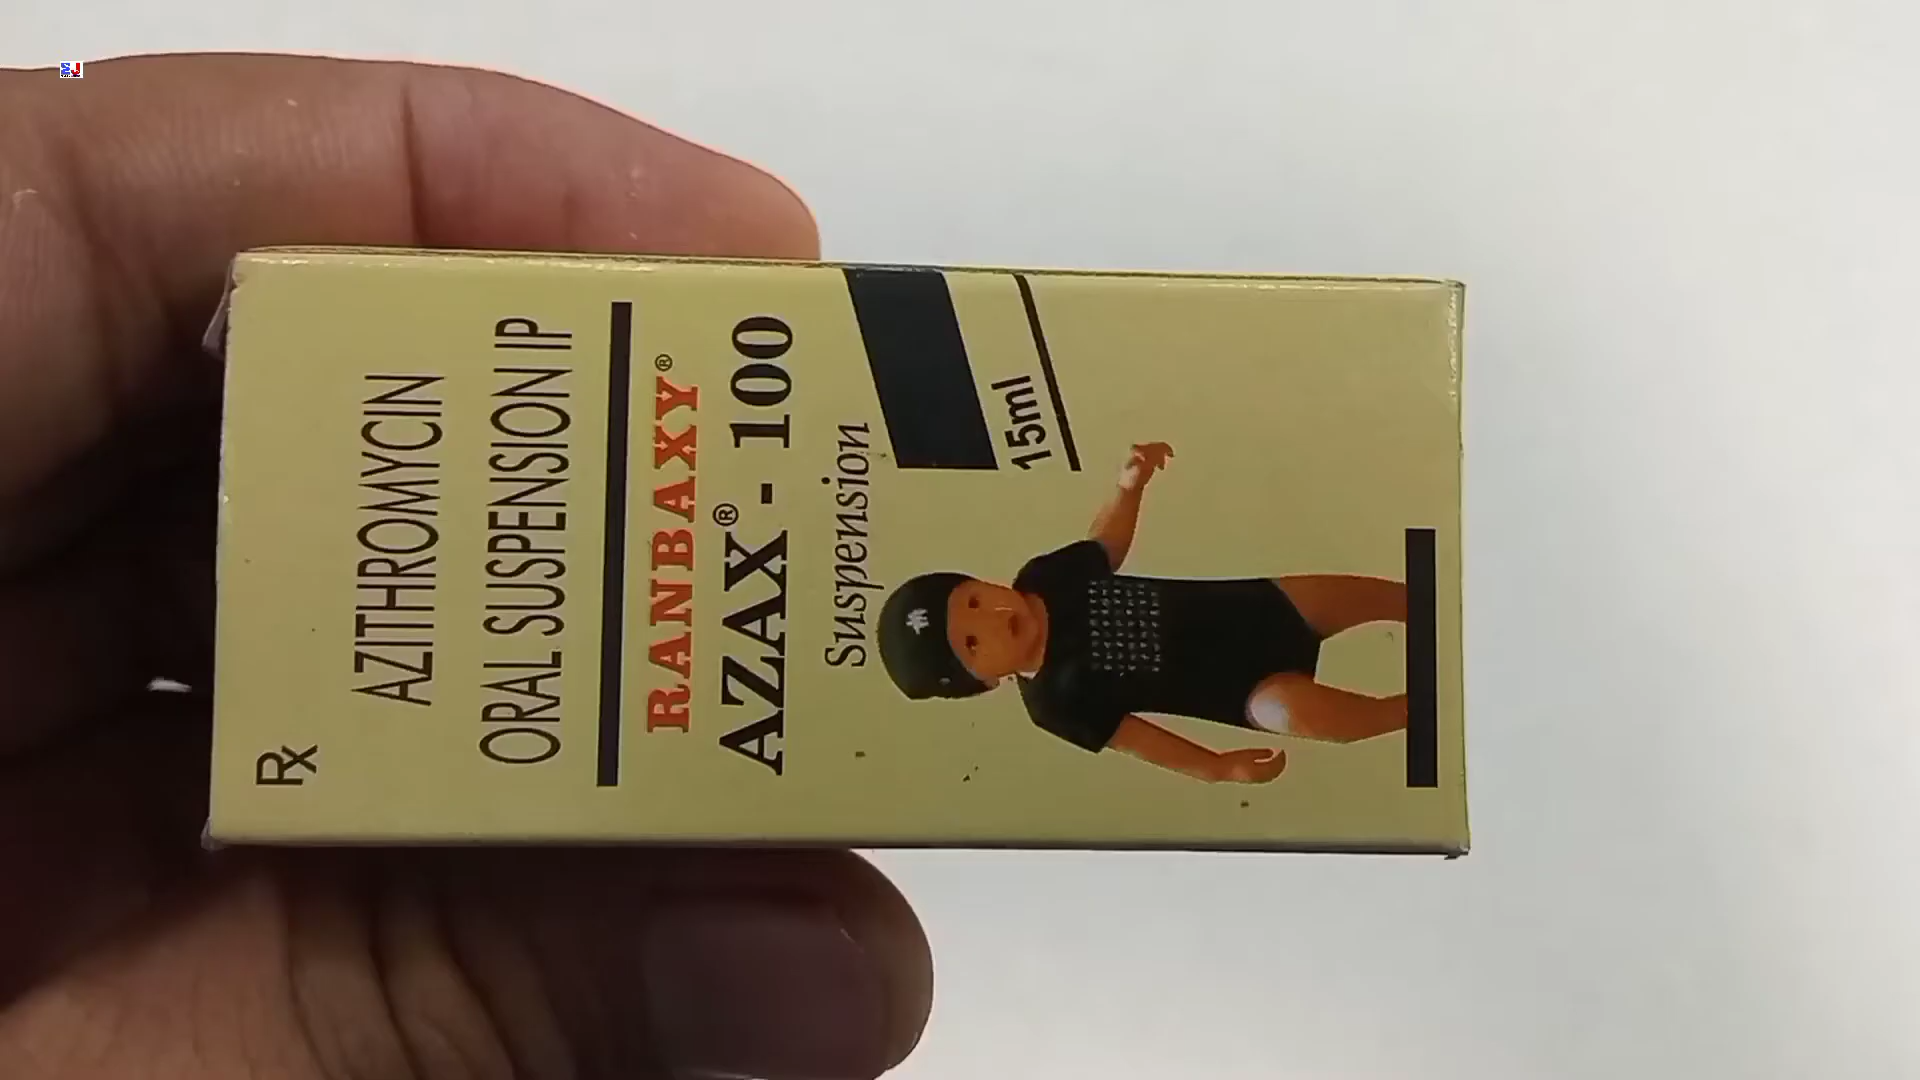 Rx
AZITHROMYCIN
ORAL SUSPENSION IP
RANBAXY®
AZAX® - 100
Suspension
15ml